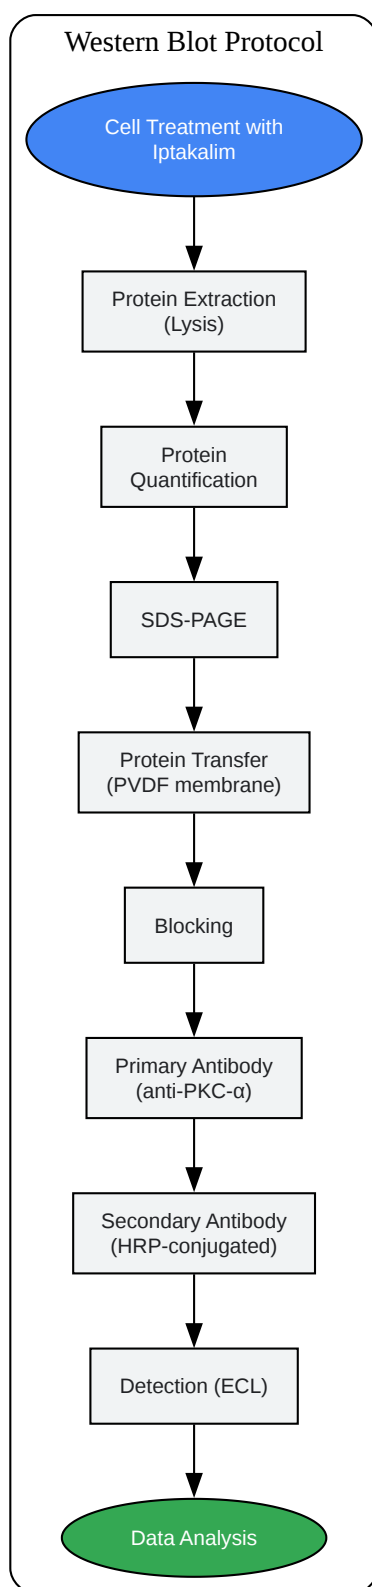 Western Blot Protocol
Cell Treatment with
Iptakalim
Protein Extraction
(Lysis)
Protein
Quantification
SDS-PAGE
Protein Transfer
(PVDF membrane)
Blocking
Primary Antibody
(anti-PKC-α)
Secondary Antibody
(HRP-conjugated)
Detection (ECL)
Data Analysis